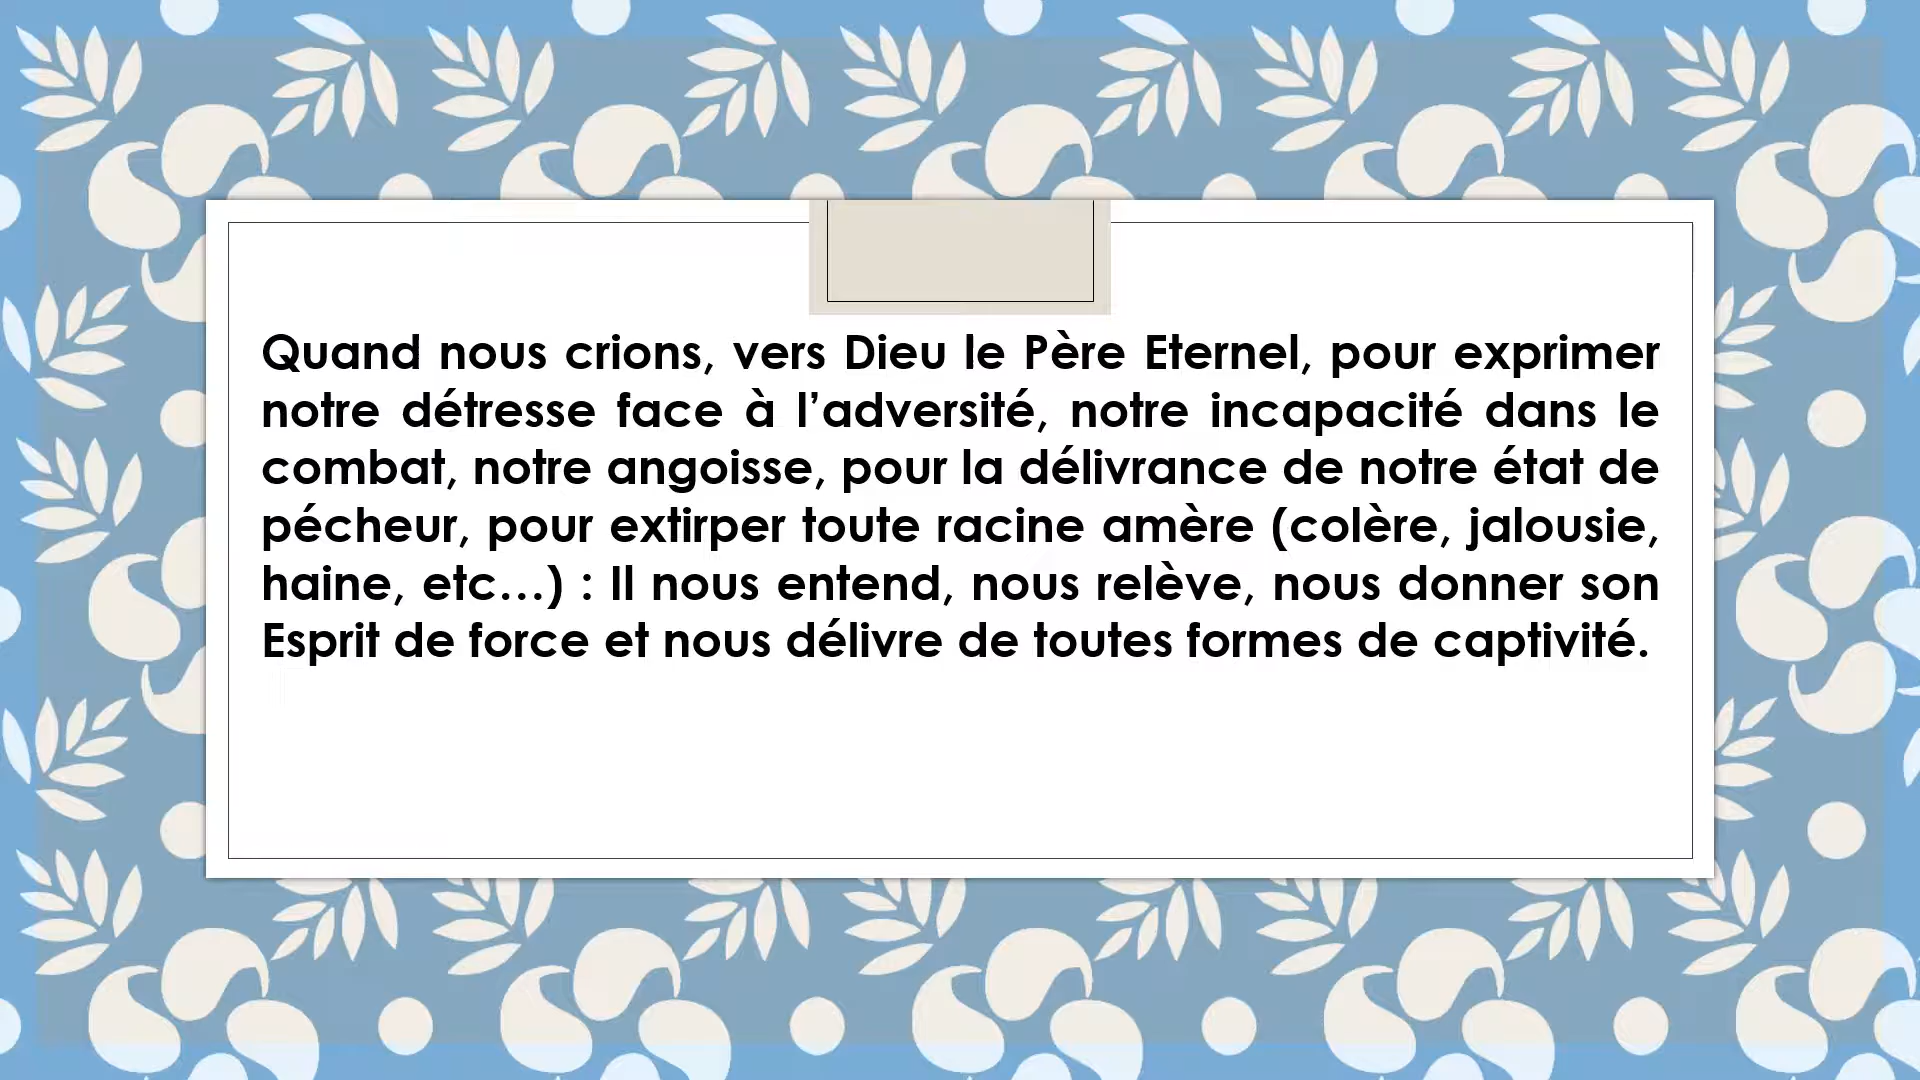 Quand nous crions, vers Dieu le Père Eternel, pour exprimer
notre détresse face à l’adversité, notre incapacité dans le
combat, notre angoisse, pour la délivrance de notre état de
pécheur, pour extirper toute racine amère (colère, jalousie,
haine, etc…) : Il nous entend, nous relève, nous donner son
Esprit de force et nous délivre de toutes formes de captivité.